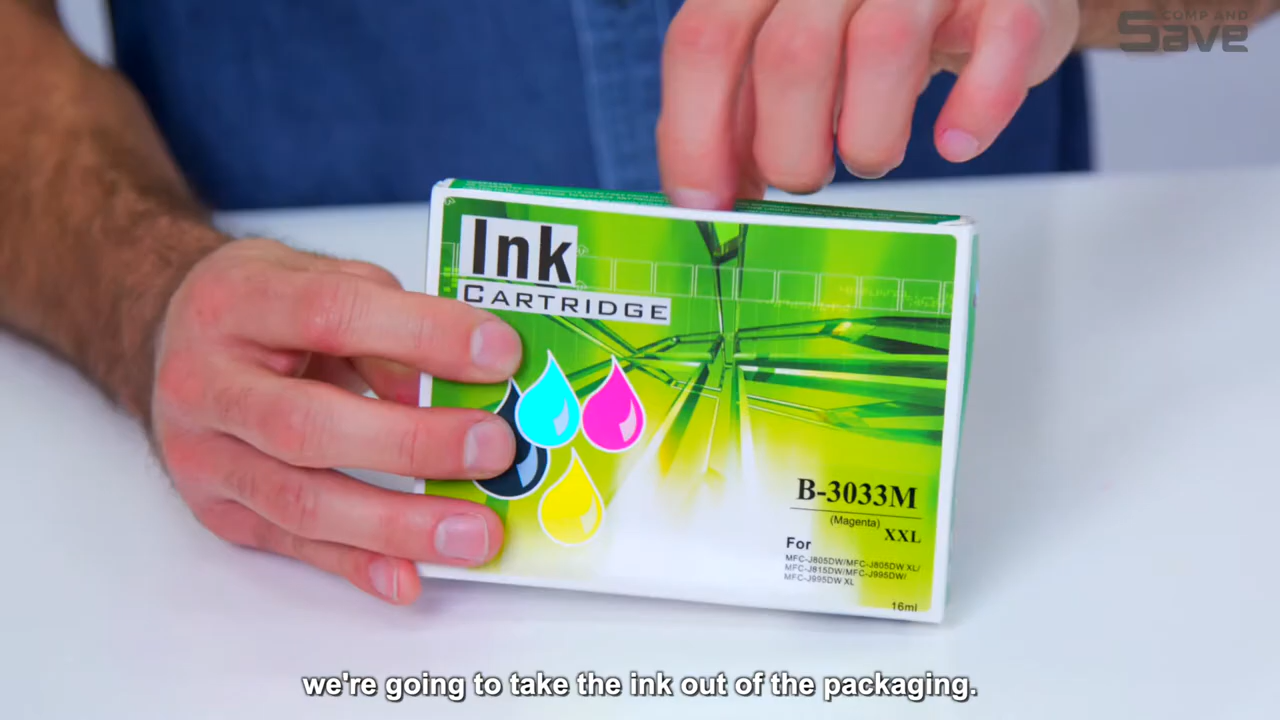 COMP AND
Save
Ink
CARTRIDGE
B-3033M
(Magenta)
XXL
For
MFC-J805DW/MFC-J805DW XL/
MFC-J815DW/MFC-J995DW/
MFC-J995DW XL
16ml
we're going to take the ink out of the packaging.